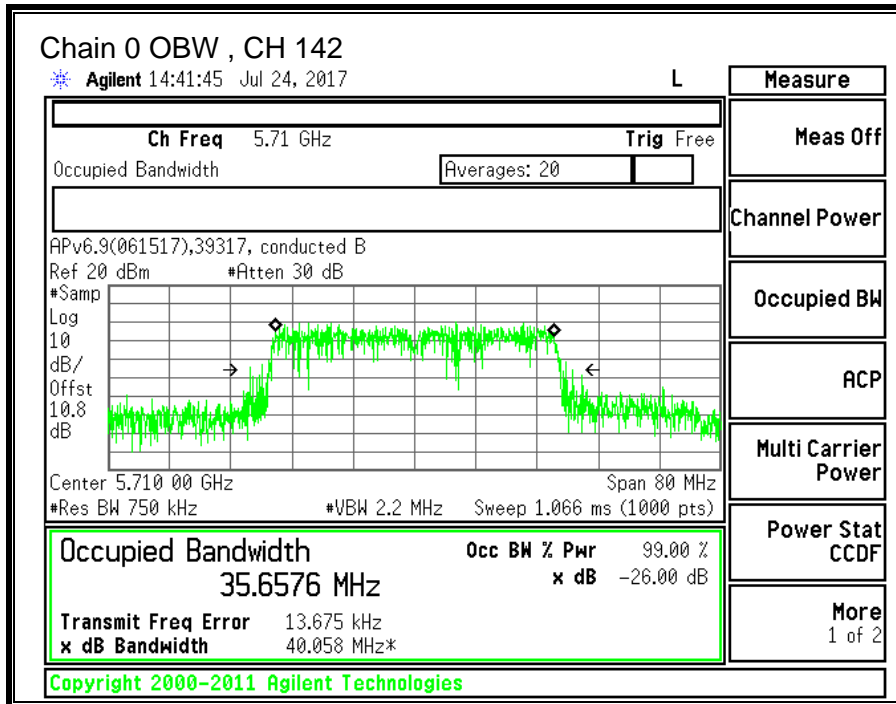 Chain 0 OBW , CH 142
Agilent 14:41:45 Jul 24, 2017 L
Measure
Ch Freq 5.71 GHz Trig Free
Occupied Bandwidth Averages: 20
APv6.9(061517),39317, conducted B
Ref 20 dBm #Atten 30 dB
#Samp
Log
10
dB/
Offst
10.8
dB
Center 5.710 00 GHz Span 80 MHz
#Res BW 750 kHz #VBW 2.2 MHz Sweep 1.066 ms (1000 pts)
Occupied Bandwidth Occ BW % Pwr 99.00 %
35.6576 MHz x dB -26.00 dB
Transmit Freq Error 13.675 kHz
x dB Bandwidth 40.058 MHz*
Copyright 2000-2011 Agilent Technologies
Meas Off
Channel Power
Occupied BW
ACP
Multi Carrier
Power
Power Stat
CCDF
More
1 of 2